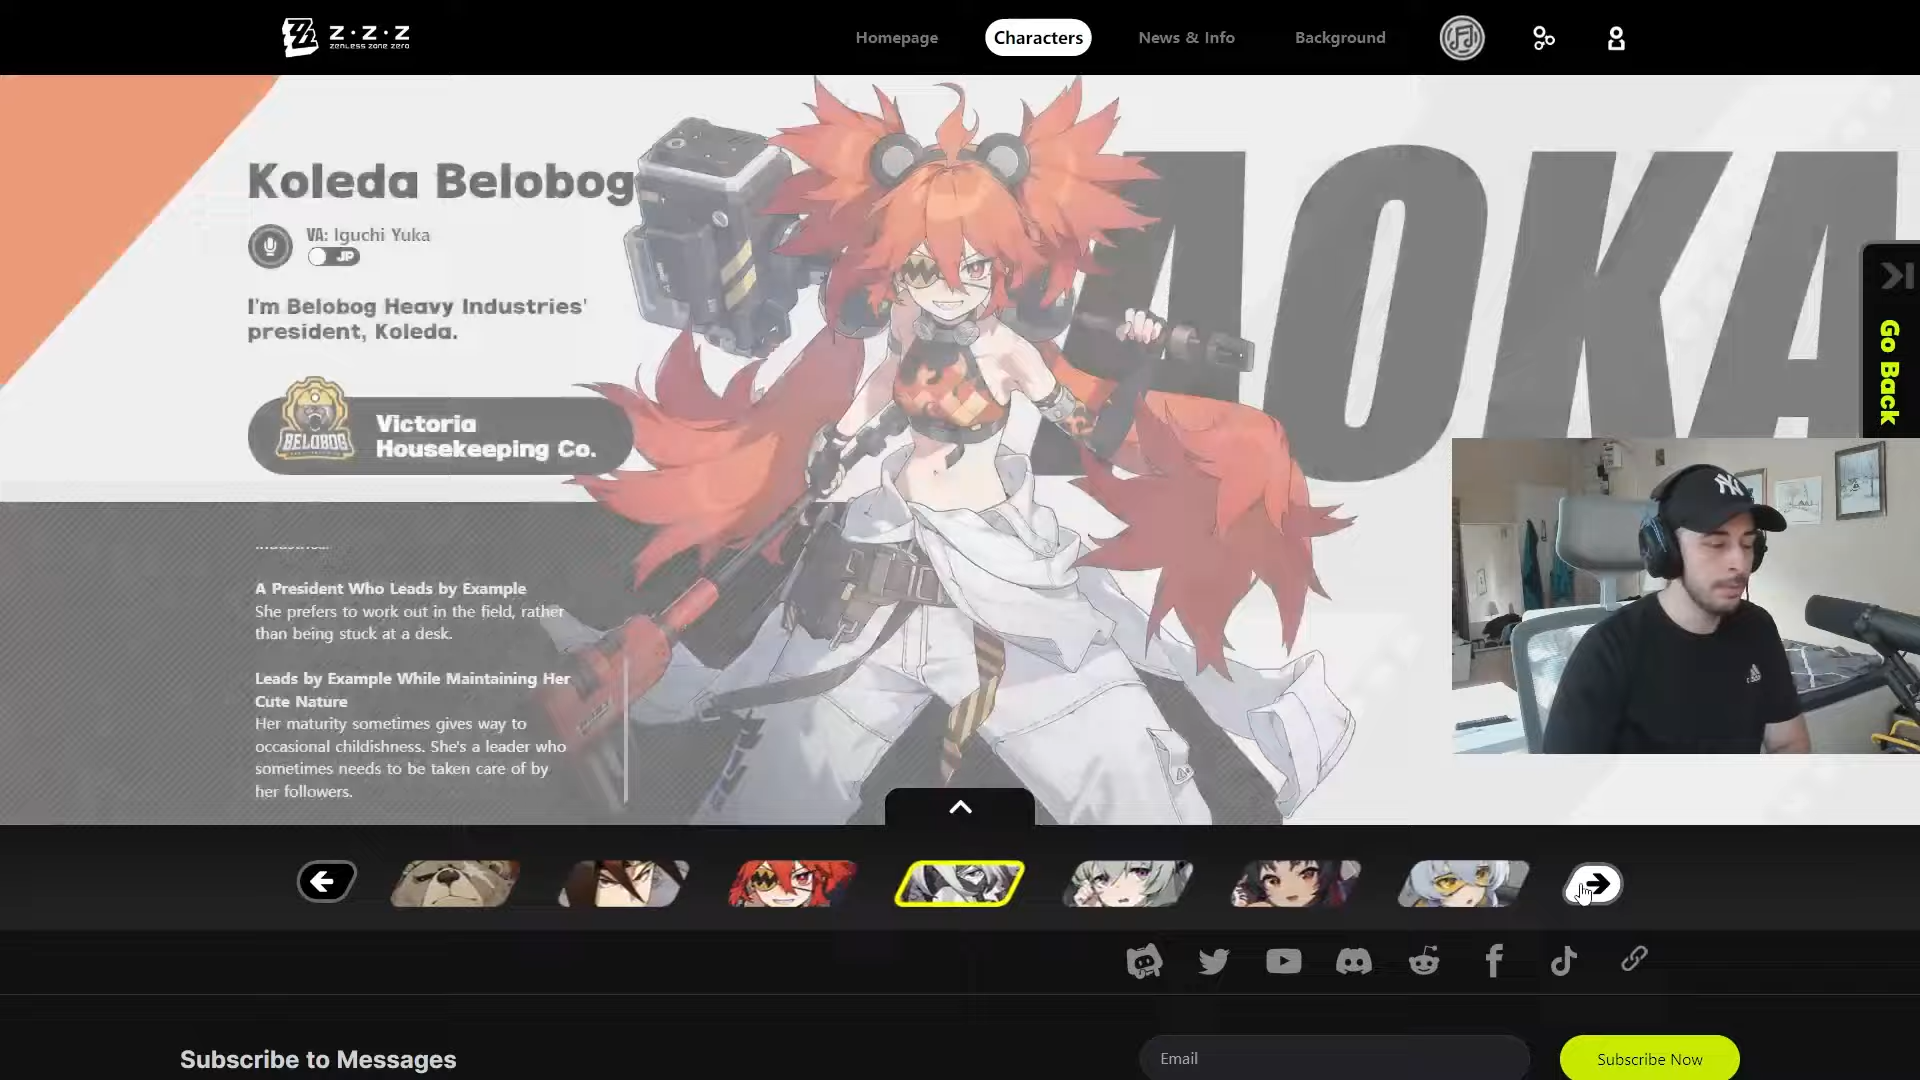 Z·Z·Z
ZENLESS ZONE ZERO
Homepage
Characters
News & Info
Background
AOKA
Koleda Belobog
VA: Iguchi Yuka
JP
I'm Belobog Heavy Industries'
president, Koleda.
BELOBOG
Victoria
Housekeeping Co.
Go Back
A President Who Leads by Example
She prefers to work out in the field, rather
than being stuck at a desk.
Leads by Example While Maintaining Her
Cute Nature
Her maturity sometimes gives way to
occasional childishness. She's a leader who
sometimes needs to be taken care of by
her followers.
Subscribe to Messages
Email
Subscribe Now